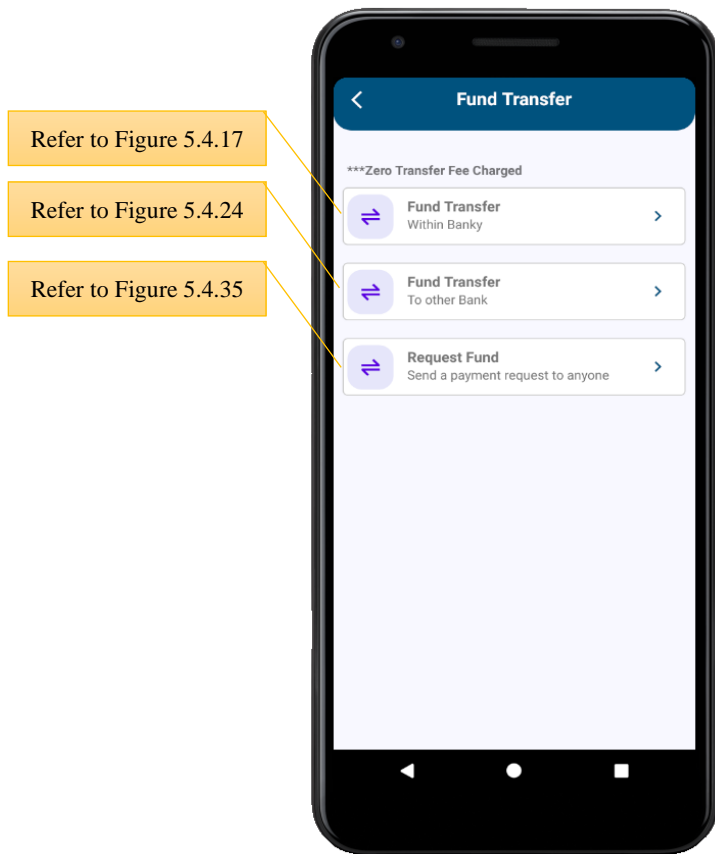 Fund Transfer
Refer to Figure 5.4.17
***Zero Transfer Fee Charged
Fund Transfer
Within Banky
Refer to Figure 5.4.24
Fund Transfer
To other Bank
Refer to Figure 5.4.35
Request Fund
Send a payment request to anyone